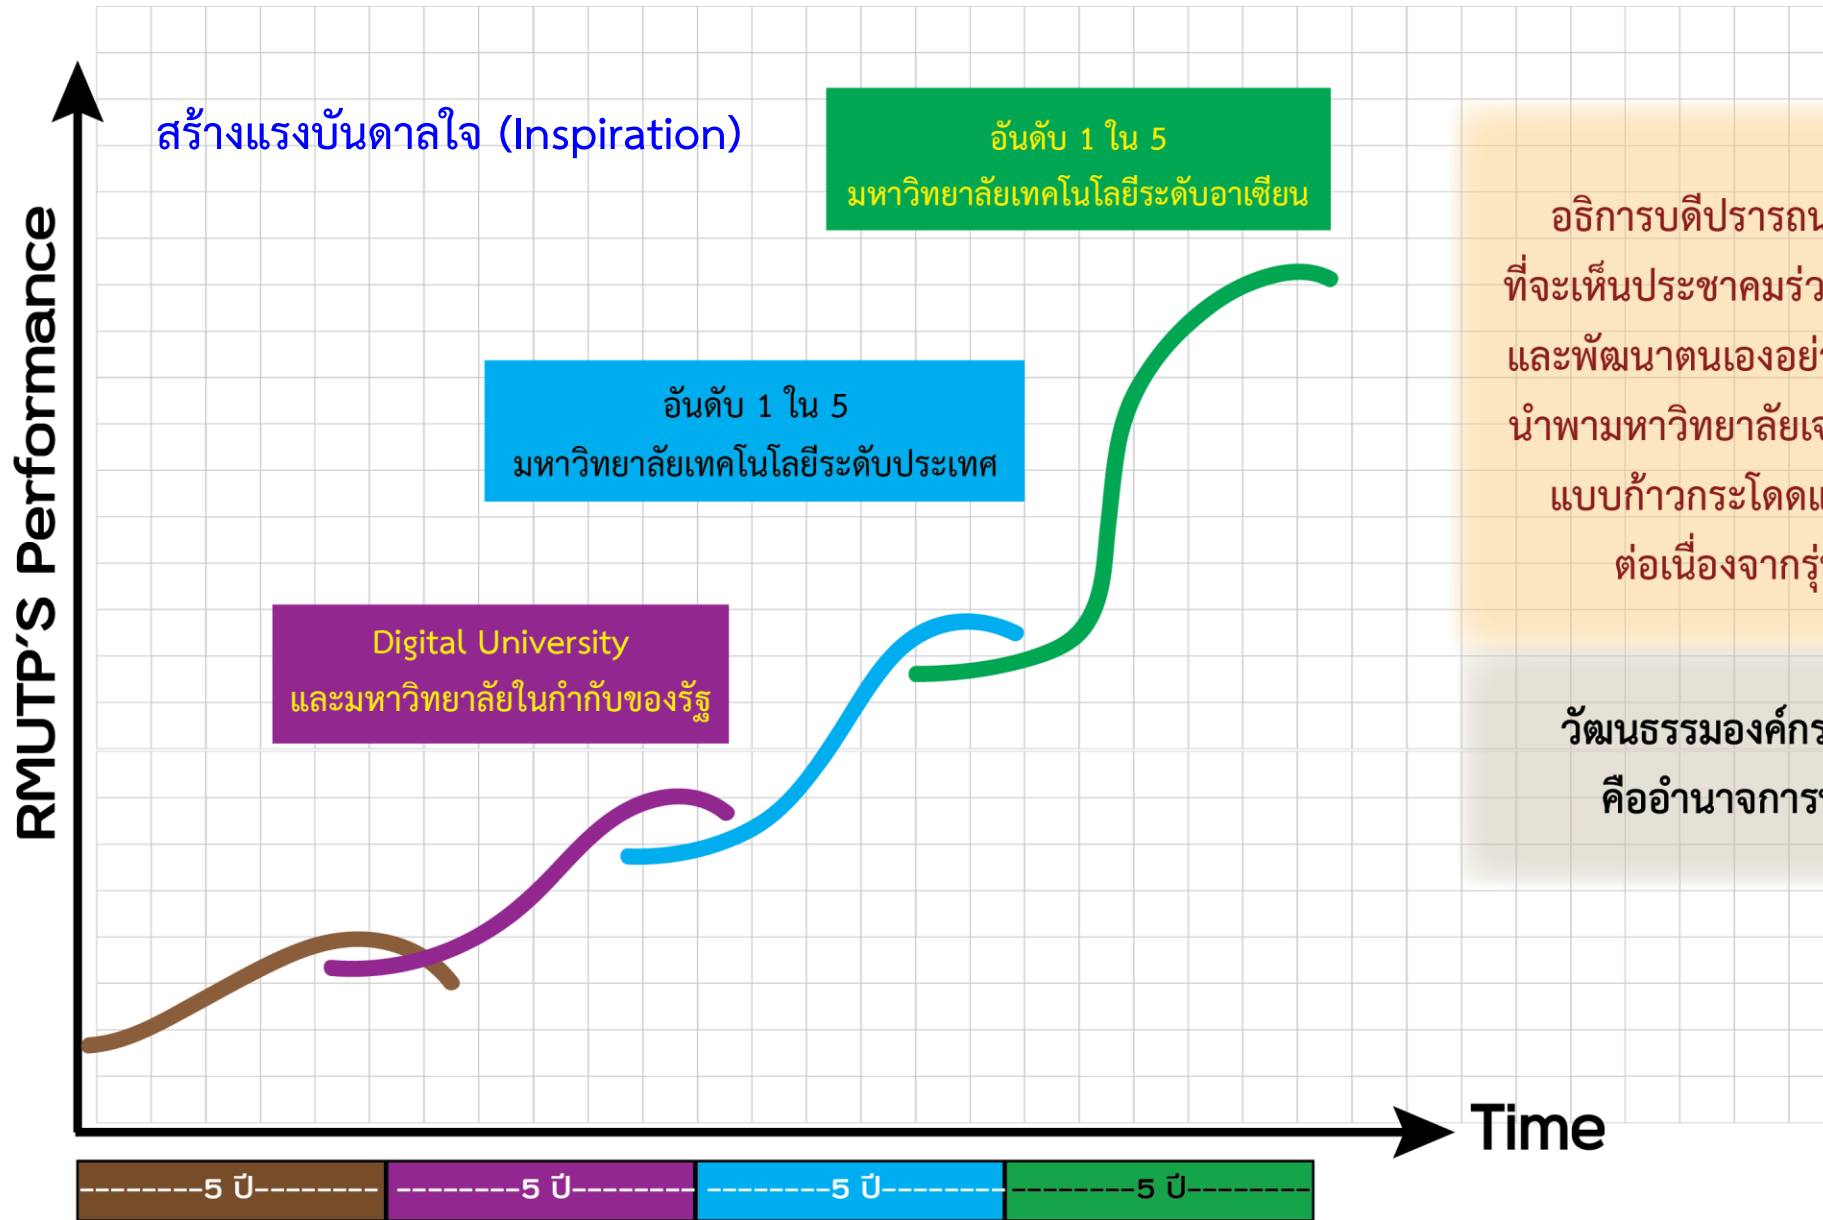 สร้างแรงบันดาลใจ (Inspiration)
อันดับ 1 ใน 5
มหาวิทยาลัยเทคโนโลยีระดับอาเซียน
อันดับ 1 ใน 5
มหาวิทยาลัยเทคโนโลยีระดับประเทศ
Digital University
และมหาวิทยาลัยในกำกับของรัฐ
RMUTP'S Performance
Time
--------5 ปี--------
--------5 ปี--------
--------5 ปี--------
--------5 ปี--------
อธิการบดีปรารถน
ที่จะเห็นประชาคมร่ว
และพัฒนาตนเองอย่
นำพามหาวิทยาลัยเจ
แบบก้าวกระโดดแ
ต่อเนื่องจากรุ่
วัฒนธรรมองค์กร
คืออำนาจการ